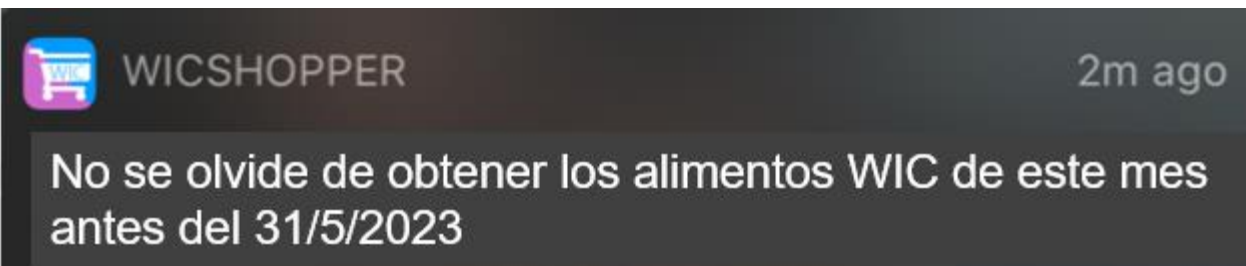 WIC
WICSHOPPER 2m ago
No se olvide de obtener los alimentos WIC de este mes
antes del 31/5/2023